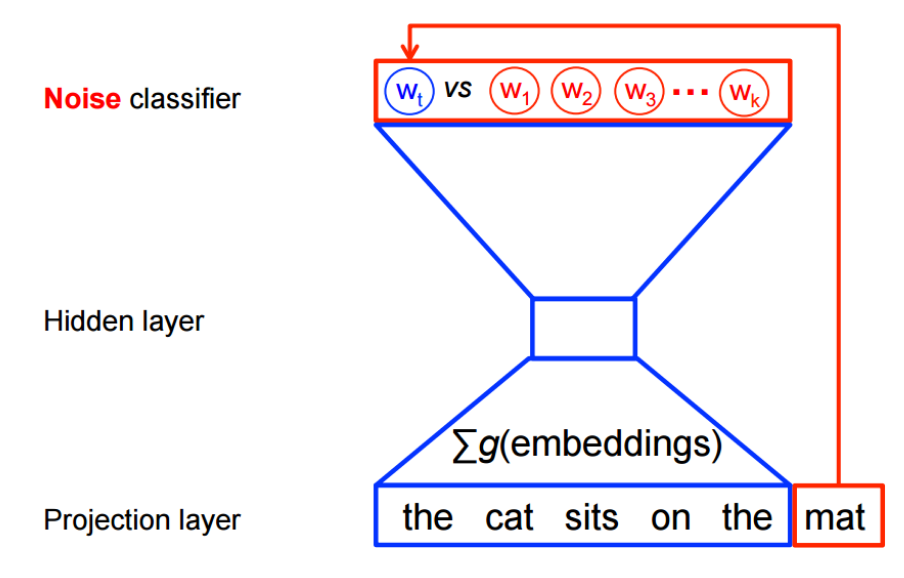 Noise classifier
w_t vs w_1 w_2 w_3 ... w_k
Hidden layer
∑g(embeddings)
Projection layer
the cat sits on the mat